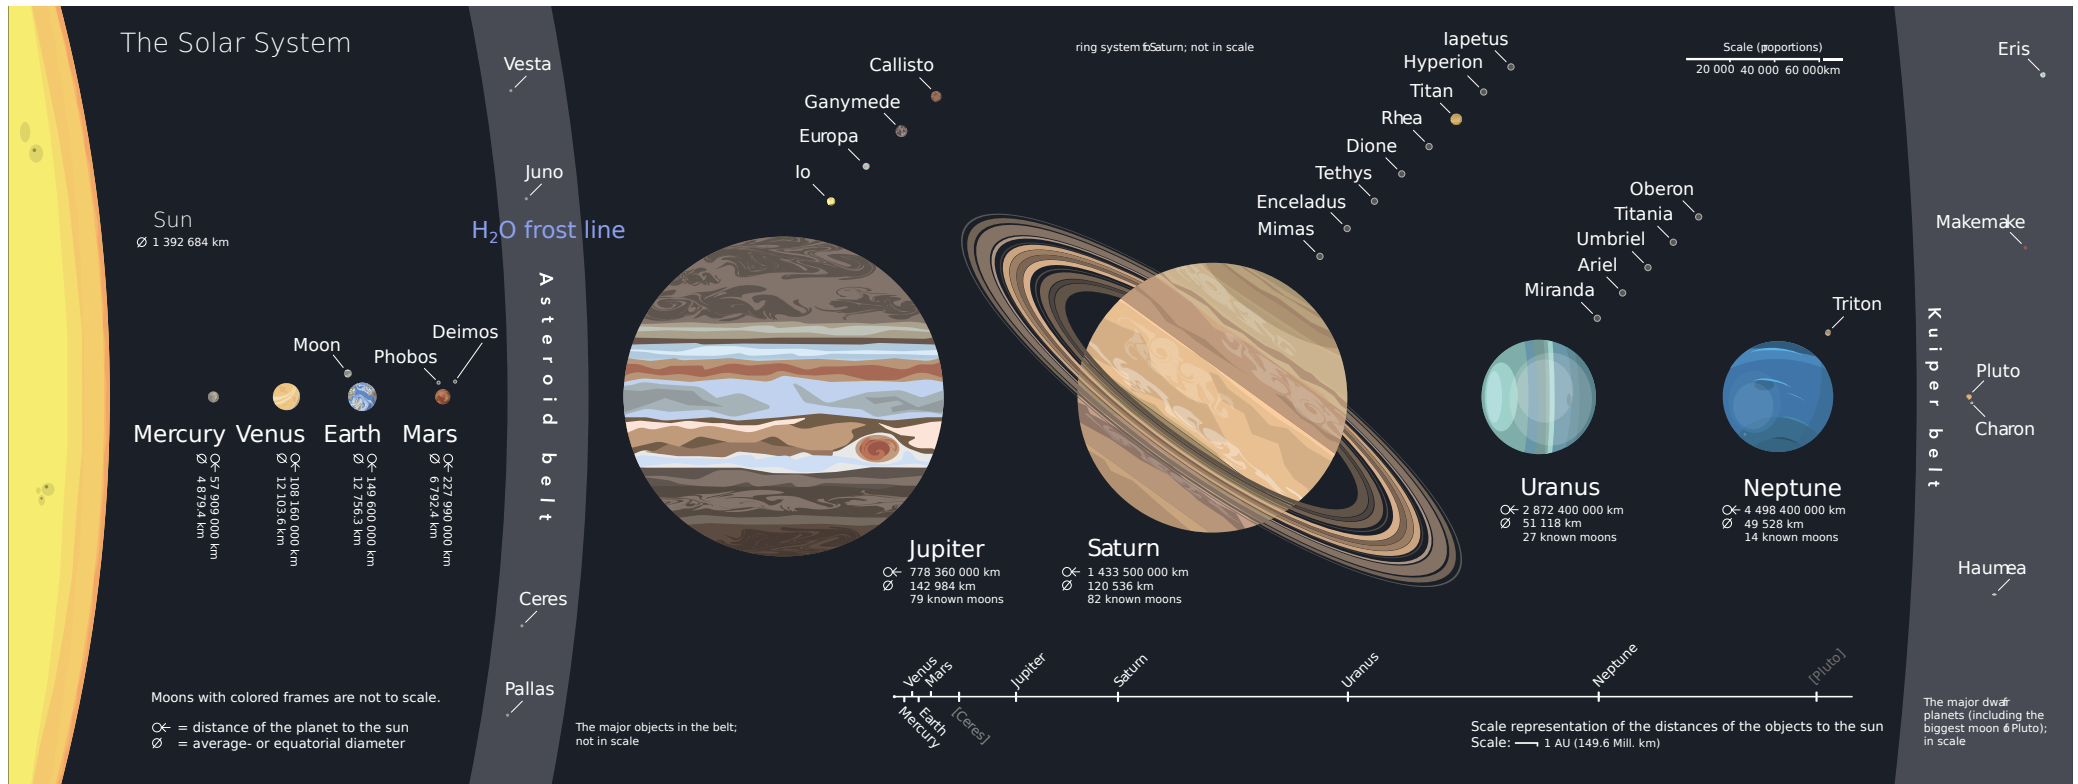 The Solar System
Sun
Ø 1 392 684 km
Mercury
57 909 000 km
Ø 4 879.4 km
Venus
108 160 000 km
Ø 12 103.6 km
Moon
Earth
149 600 000 km
Ø 12 756.3 km
Phobos
Deimos
Mars
227 990 000 km
Ø 6 792.4 km
Moons with colored frames are not to scale.
= distance of the planet to the sun
Ø = average- or equatorial diameter
Vesta
Juno
H₂O frost line
Asteroid belt
Ceres
Pallas
The major objects in the belt;
not in scale
Callisto
Ganymede
Europa
Io
Jupiter
778 360 000 km
Ø 142 984 km
79 known moons
ring system of Saturn; not in scale
Iapetus
Hyperion
Titan
Rhea
Dione
Tethys
Enceladus
Mimas
Saturn
1 433 500 000 km
Ø 120 536 km
82 known moons
Oberon
Titania
Umbriel
Ariel
Miranda
Uranus
2 872 400 000 km
Ø 51 118 km
27 known moons
Scale (proportions)
20 000 40 000 60 000km
Triton
Neptune
4 498 400 000 km
Ø 49 528 km
14 known moons
Eris
Makemake
Kuiper belt
Pluto
Charon
Haumea
The major dwarf
planets (including the
biggest moon of Pluto);
in scale
Mercury
Venus
Earth
Mars
[Ceres]
Jupiter
Saturn
Uranus
Neptune
[Pluto]
Scale representation of the distances of the objects to the sun
Scale: 1 AU (149.6 Mill. km)